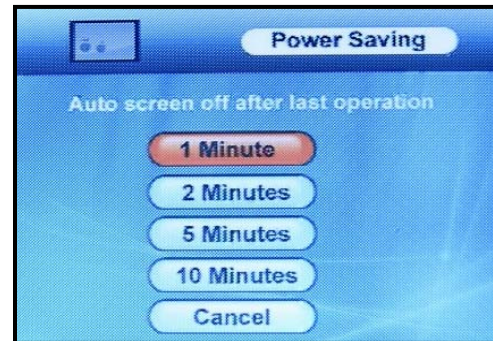 Power Saving
Auto screen off after last operation
1 Minute
2 Minutes
5 Minutes
10 Minutes
Cancel